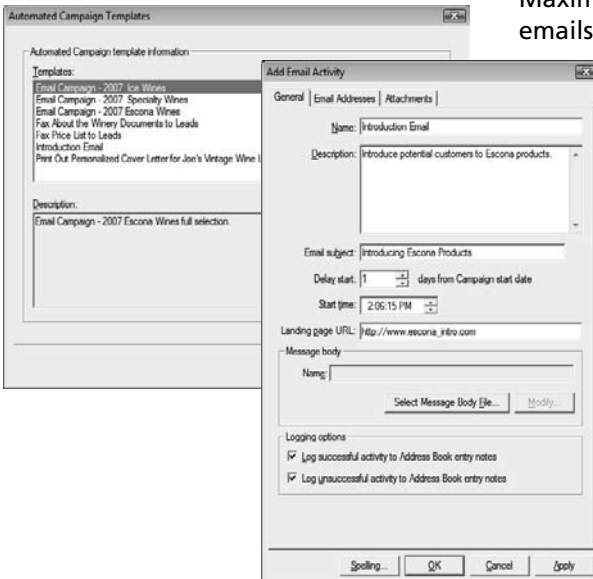 Maxim
emails
Automated Campaign Templates
Automated Campaign template information
Templates:
Email Campaign - 2007 Ice Wines
Email Campaign - 2007 Specialty Wines
Email Campaign - 2007 Escona Wines
Fax About the Winery Documents to Leads
Fax Price List to Leads
Introduction Email
Print Out Personalized Cover Letter for Joe's Vintage Wine L
Description:
Email Campaign - 2007 Escona Wines full selection.
Add Email Activity
General
Email Addresses
Attachments
Name: Introduction Email
Description: Introduce potential customers to Escona products.
Email subject: Introducing Escona Products
Delay start: 1 days from Campaign start date
Start time: 2:06:15 PM
Landing page URL: http://www.escona_intro.com
Message body
Name:
Select Message Body File...
Modify...
Logging options
Log successful activity to Address Book entry notes
Log unsuccessful activity to Address Book entry notes
Spelling...
OK
Cancel
Apply